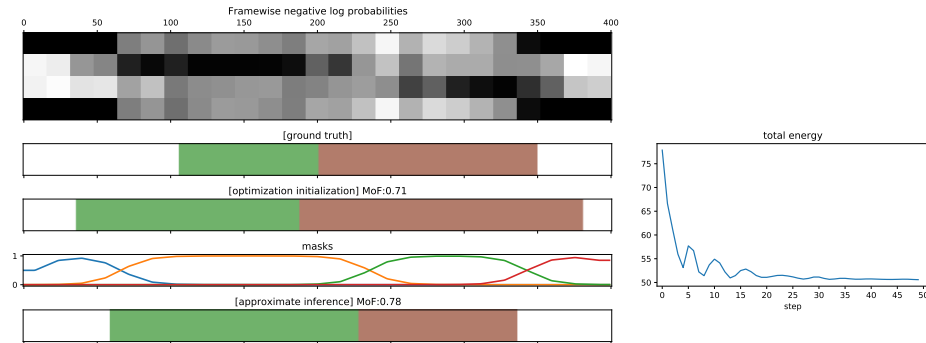 Framewise negative log probabilities
0 50 100 150 200 250 300 350 400
[ground truth]
[optimization initialization] MoF:0.71
masks
1
0
[approximate inference] MoF:0.78
total energy
75
70
65
60
55
50
0 5 10 15 20 25 30 35 40 45 50
step